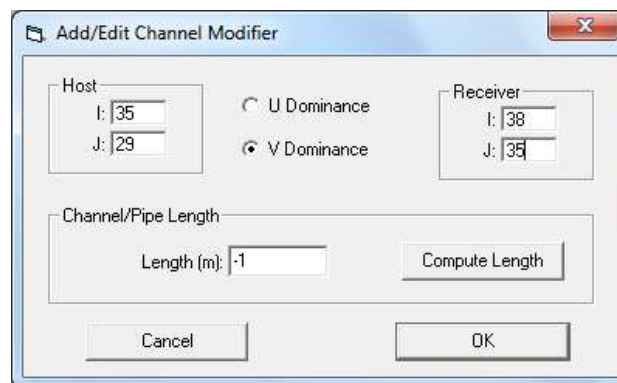 Add/Edit Channel Modifier
Host
I: 35
J: 29
U Dominance
V Dominance
Receiver
I: 38
J: 35
Channel/Pipe Length
Length (m): -1
Compute Length
Cancel
OK